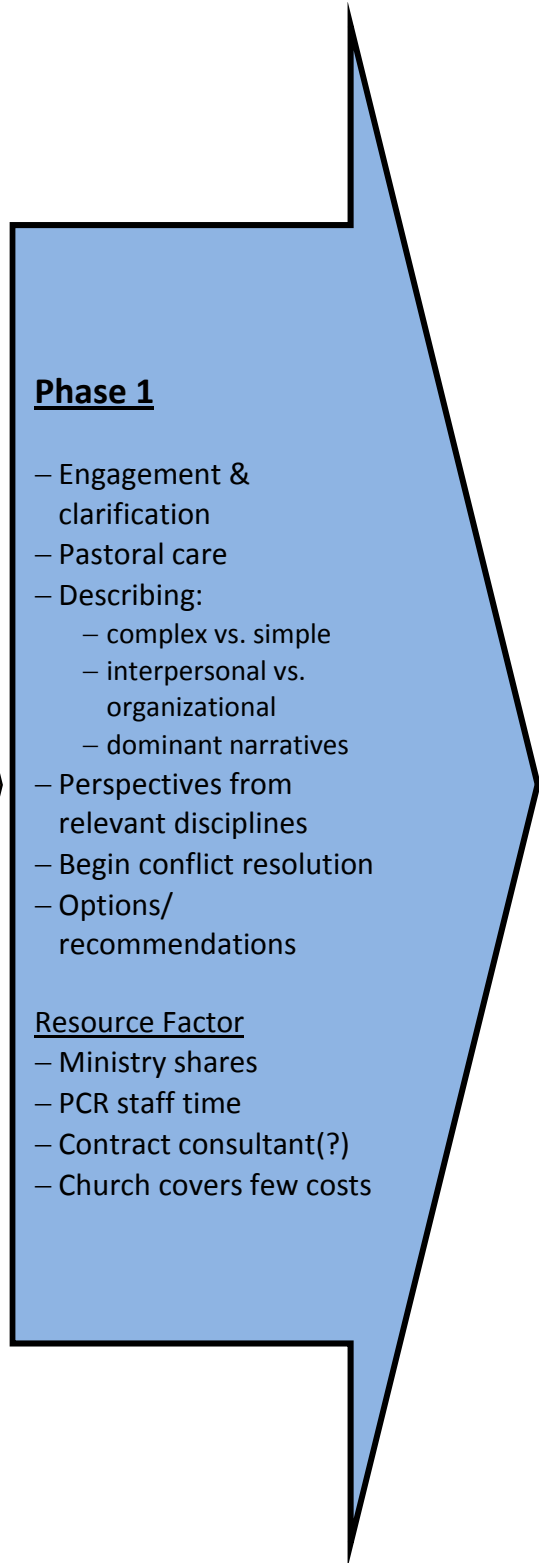 Phase 1
– Engagement &
clarification
– Pastoral care
– Describing:
– complex vs. simple
– interpersonal vs.
organizational
– dominant narratives
– Perspectives from
relevant disciplines
– Begin conflict resolution
– Options/
recommendations
Resource Factor
– Ministry shares
– PCR staff time
– Contract consultant(?)
– Church covers few costs